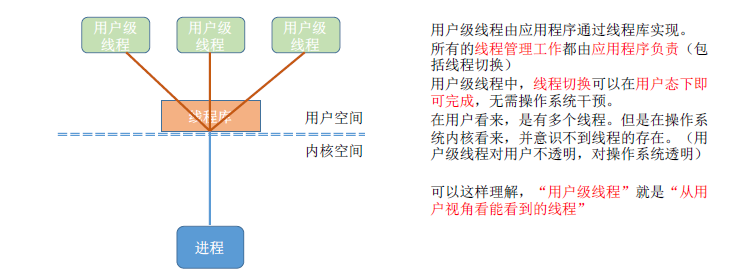 用户级
线程
用户级
线程
用户级
线程
线程库
用户空间
内核空间
进程
用户级线程由应用程序通过线程库实现。
所有的线程管理工作都由应用程序负责（包
括线程切换）
用户级线程中，线程切换可以在用户态下即
可完成，无需操作系统干预。
在用户看来，是有多个线程。但是在操作系
统内核看来，并意识不到线程的存在。（用
户级线程对用户不透明，对操作系统透明）
可以这样理解，“用户级线程”就是“从用
户视角看能看到的线程”